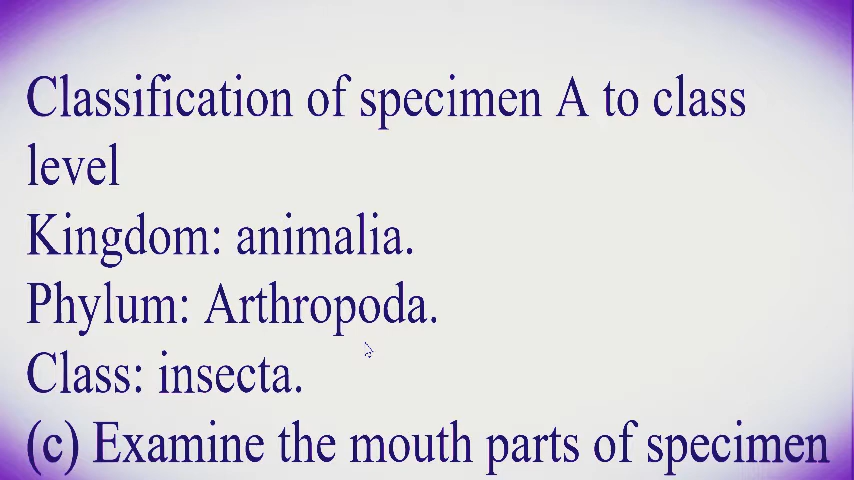 Classification of specimen A to class
level
Kingdom: animalia.
Phylum: Arthropoda.
Class: insecta.
(c) Examine the mouth parts of specimen